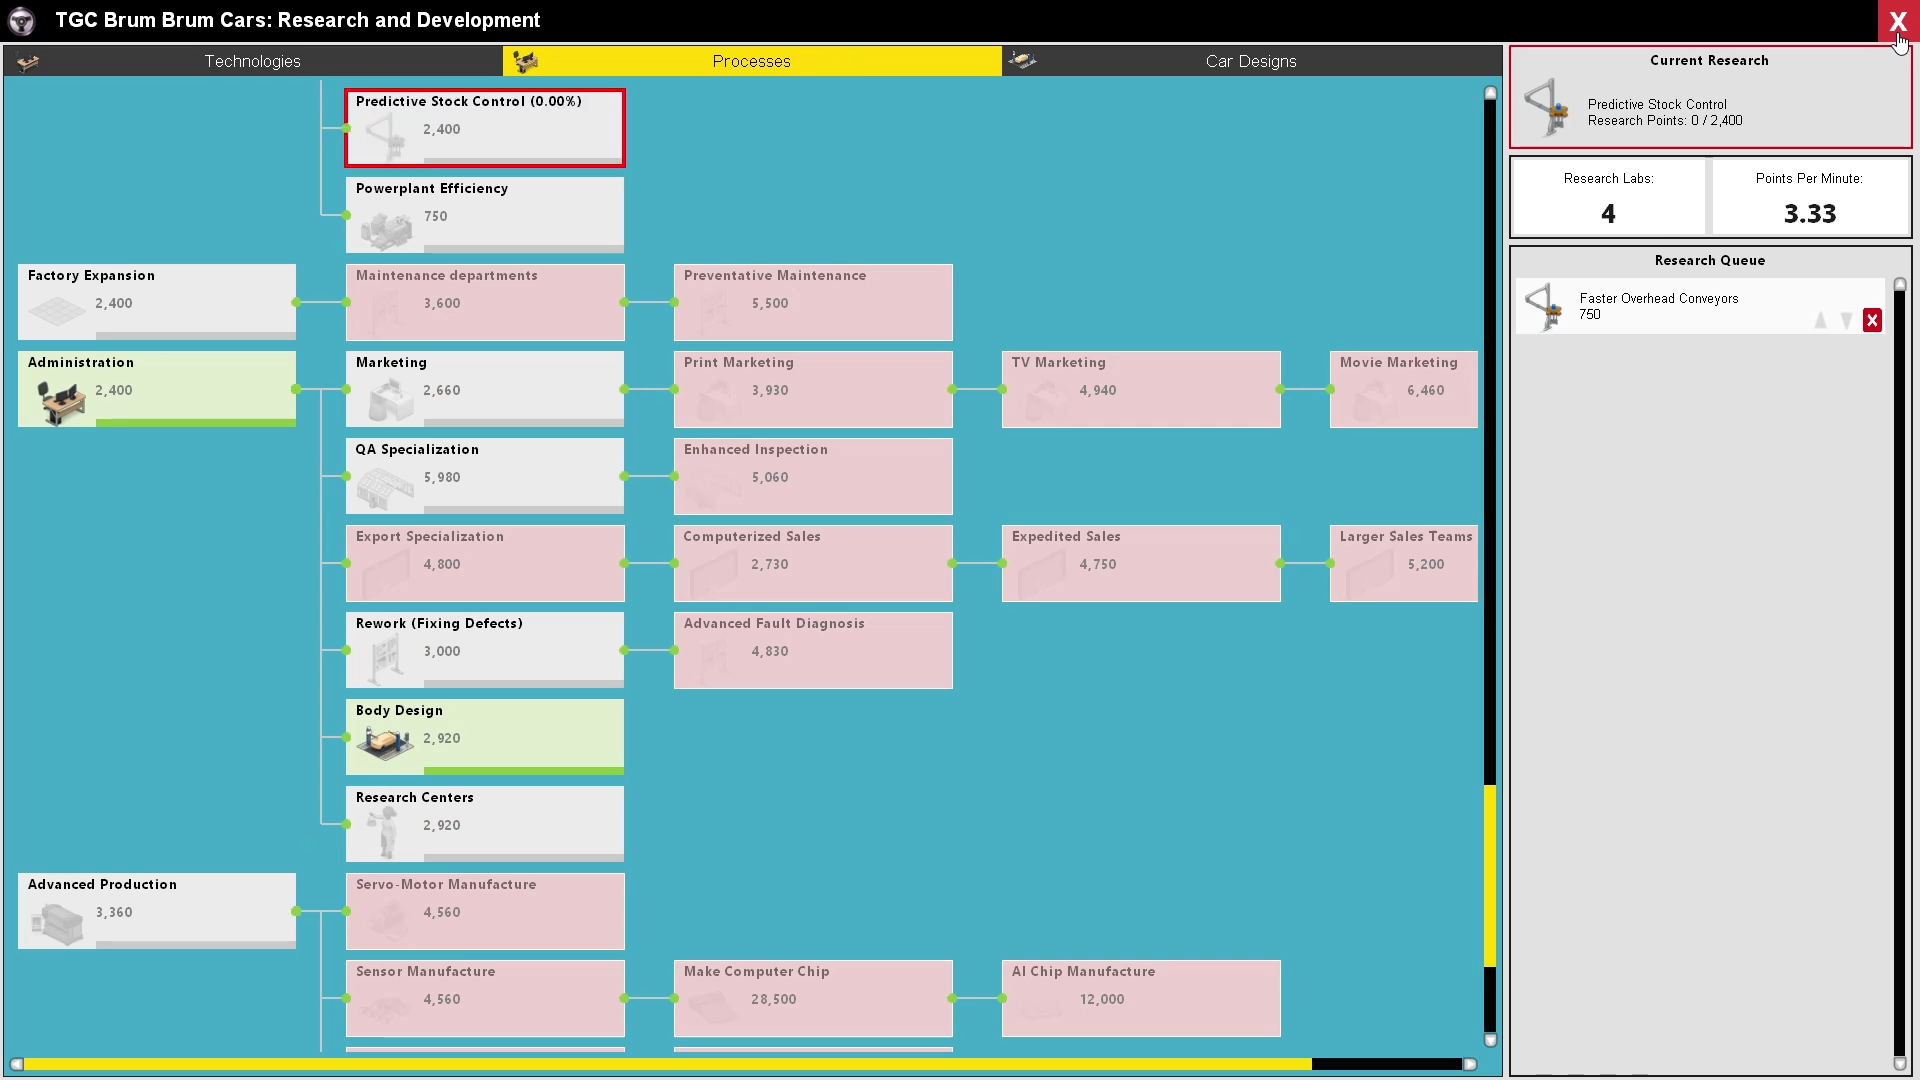 TGC Brum Brum Cars: Research and Development
X
Technologies
Processes
Car Designs
Predictive Stock Control (0.00%)
2,400
Powerplant Efficiency
750
Factory Expansion
2,400
Maintenance departments
3,600
Preventative Maintenance
5,500
Administration
2,400
Marketing
2,660
Print Marketing
3,930
TV Marketing
4,940
Movie Marketing
6,460
QA Specialization
5,980
Enhanced Inspection
5,060
Export Specialization
4,800
Computerized Sales
2,730
Expedited Sales
4,750
Larger Sales Teams
5,200
Rework (Fixing Defects)
3,000
Advanced Fault Diagnosis
4,830
Body Design
2,920
Research Centers
2,920
Advanced Production
3,360
Servo-Motor Manufacture
4,560
Sensor Manufacture
4,560
Make Computer Chip
28,500
AI Chip Manufacture
12,000
Current Research
Predictive Stock Control
Research Points: 0 / 2,400
Research Labs:
4
Points Per Minute:
3.33
Research Queue
Faster Overhead Conveyors
750
X